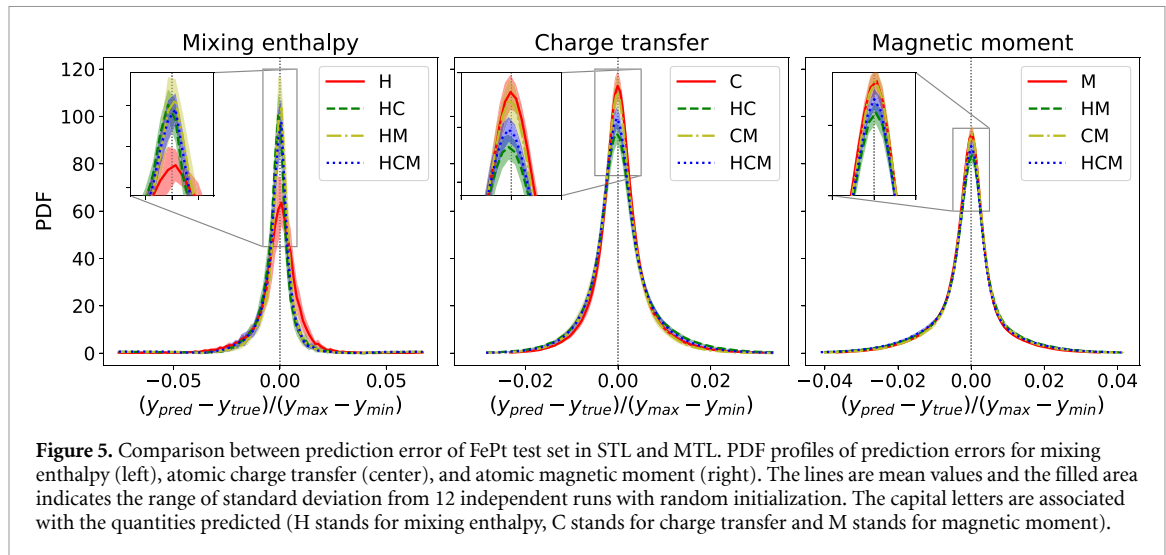 Mixing enthalpy
Charge transfer
Magnetic moment
PDF
120
100
80
60
40
20
0
H
HC
HM
HCM
−0.05
0.00
0.05
(y_pred − y_true)/(y_max − y_min)
C
HC
CM
HCM
−0.02
0.00
0.02
(y_pred − y_true)/(y_max − y_min)
M
HM
CM
HCM
−0.04
−0.02
0.00
0.02
0.04
(y_pred − y_true)/(y_max − y_min)
Figure 5. Comparison between prediction error of FePt test set in STL and MTL. PDF profiles of prediction errors for mixing
enthalpy (left), atomic charge transfer (center), and atomic magnetic moment (right). The lines are mean values and the filled area
indicates the range of standard deviation from 12 independent runs with random initialization. The capital letters are associated
with the quantities predicted (H stands for mixing enthalpy, C stands for charge transfer and M stands for magnetic moment).